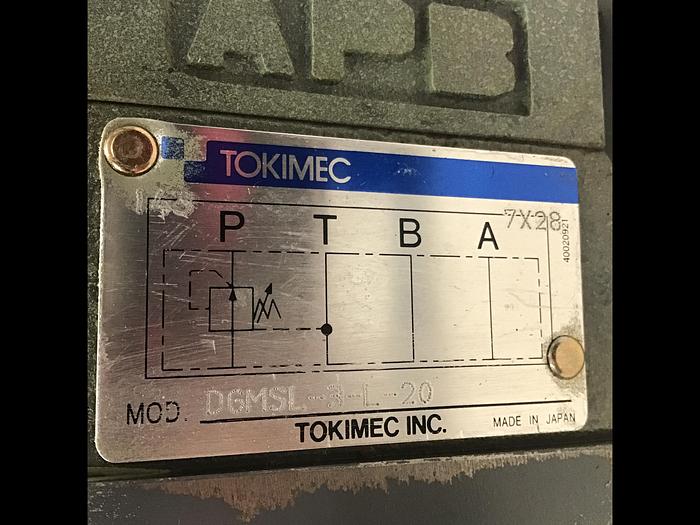 APB
TOKIMEC
7X28
P T B A
40020921
MOD. DGMSL-3-L-20
TOKIMEC INC.
MADE IN JAPAN